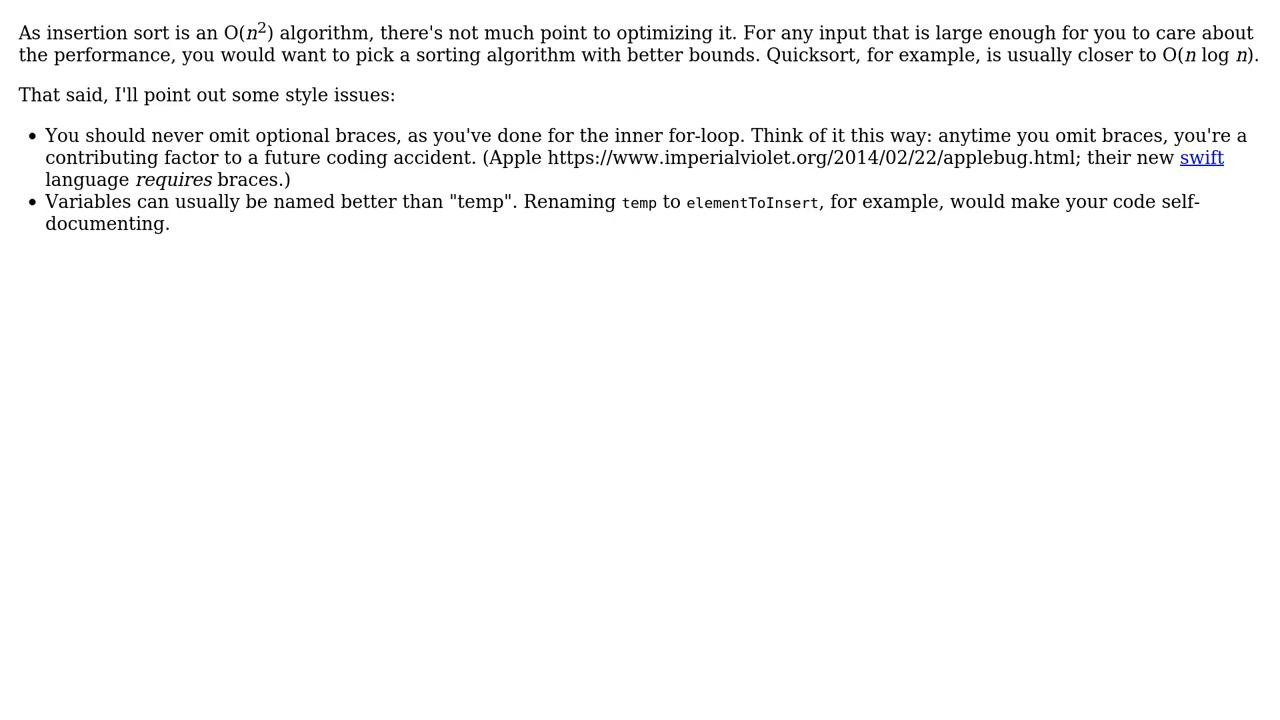 As insertion sort is an O(n2) algorithm, there's not much point to optimizing it. For any input that is large enough for you to care about
the performance, you would want to pick a sorting algorithm with better bounds. Quicksort, for example, is usually closer to O(n log n).
That said, I'll point out some style issues:
• You should never omit optional braces, as you've done for the inner for-loop. Think of it this way: anytime you omit braces, you're a
contributing factor to a future coding accident. (Apple https://www.imperialviolet.org/2014/02/22/applebug.html; their new swift
language requires braces.)
• Variables can usually be named better than "temp". Renaming temp to elementToInsert, for example, would make your code self-
documenting.